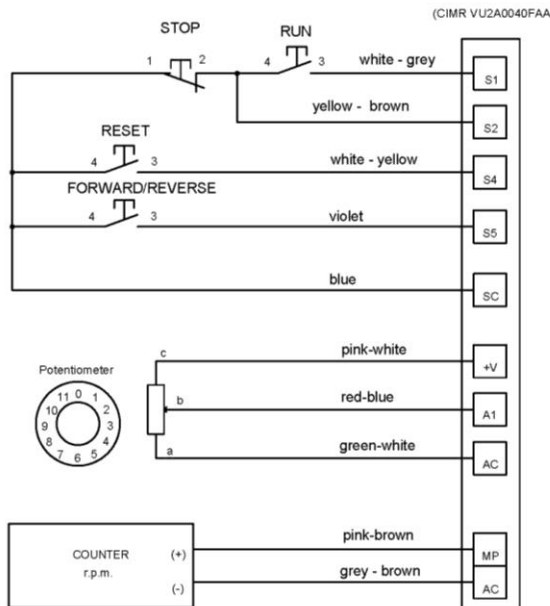 (CIMR VU2A0040FAA
STOP
RUN
1 2 4 3 white - grey S1
yellow - brown S2
RESET
4 3 white - yellow S4
FORWARD/REVERSE
4 3 violet S5
blue SC
c pink-white +V
Potentiometer
0 1 2 3 4 5 6 7 8 9 10 11
b red-blue A1
a green-white AC
COUNTER
r.p.m.
(+) pink-brown MP
(-) grey - brown AC